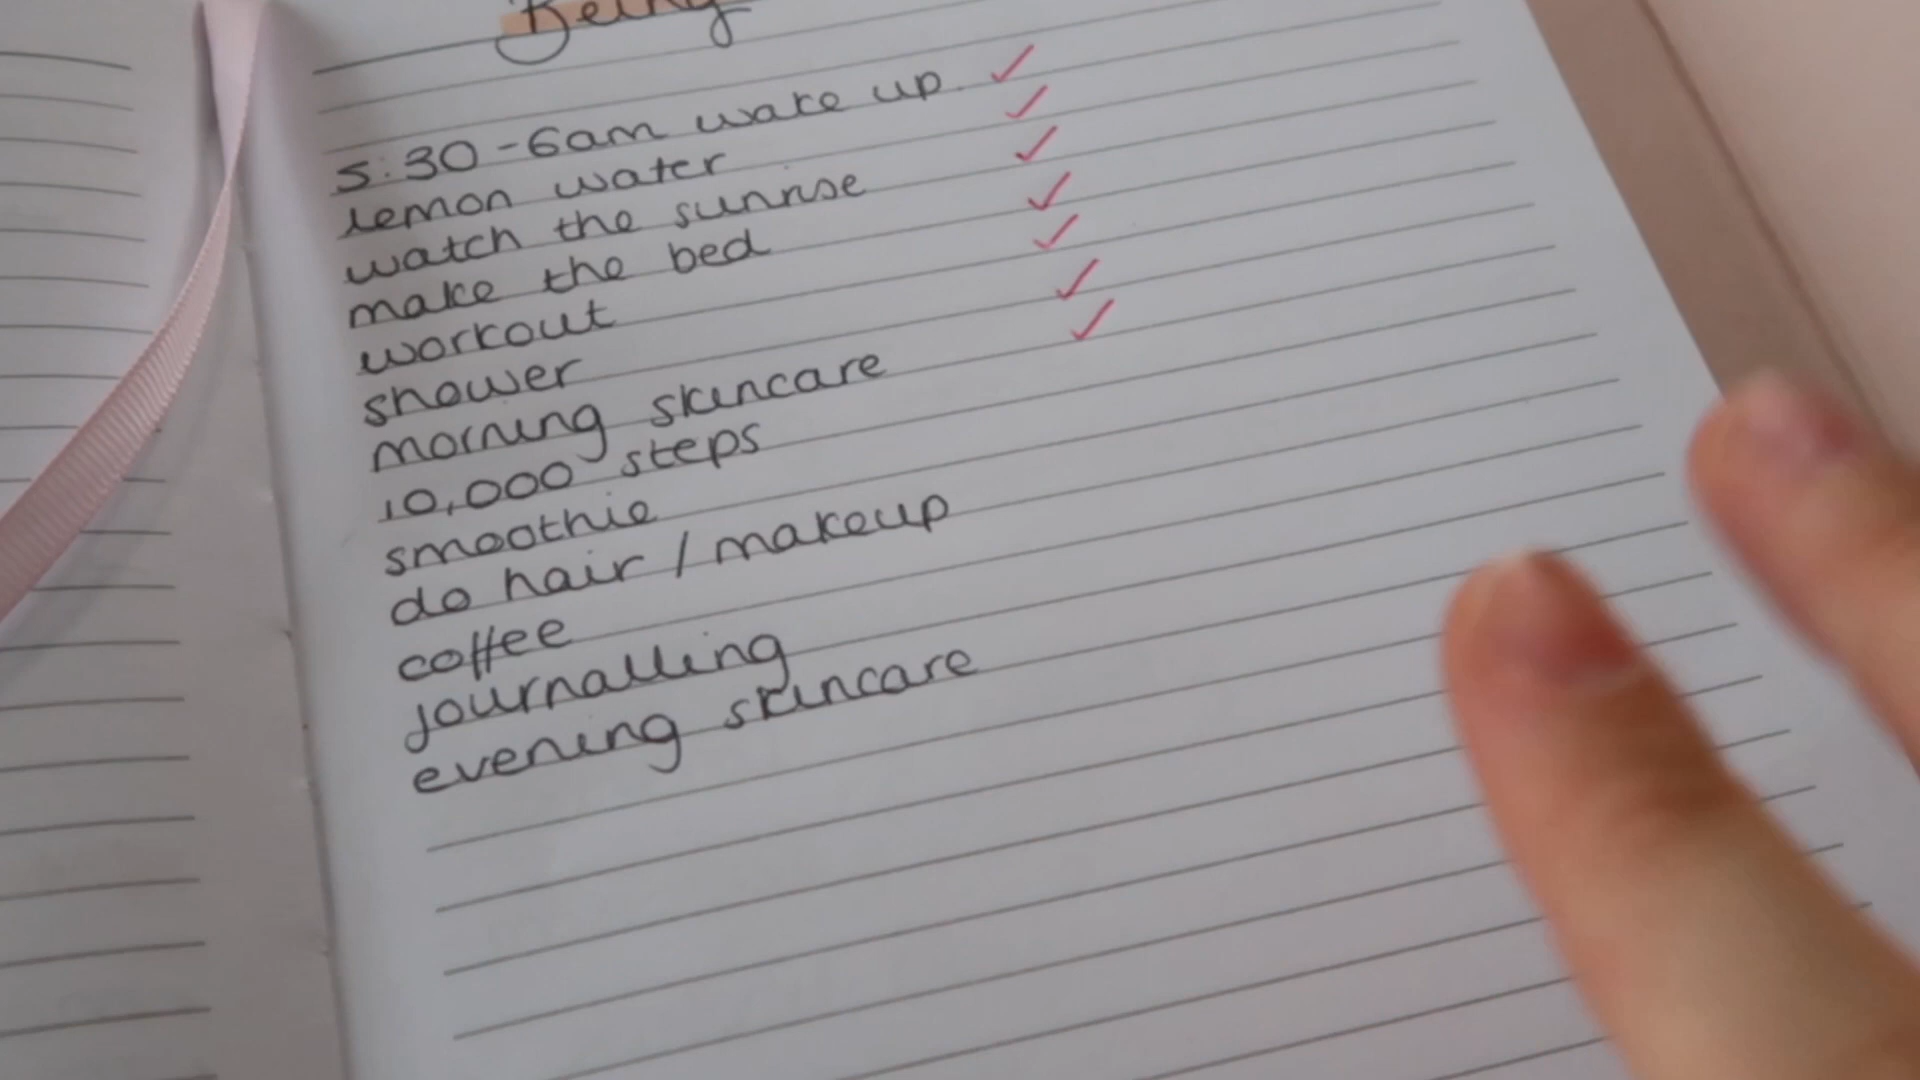 Being
5:30-6am wake up ✓
lemon water ✓
watch the sunrise ✓
make the bed ✓
workout ✓
shower ✓
morning skincare ✓
10,000 steps
smoothie
do hair / makeup
coffee
journalling
evening skincare